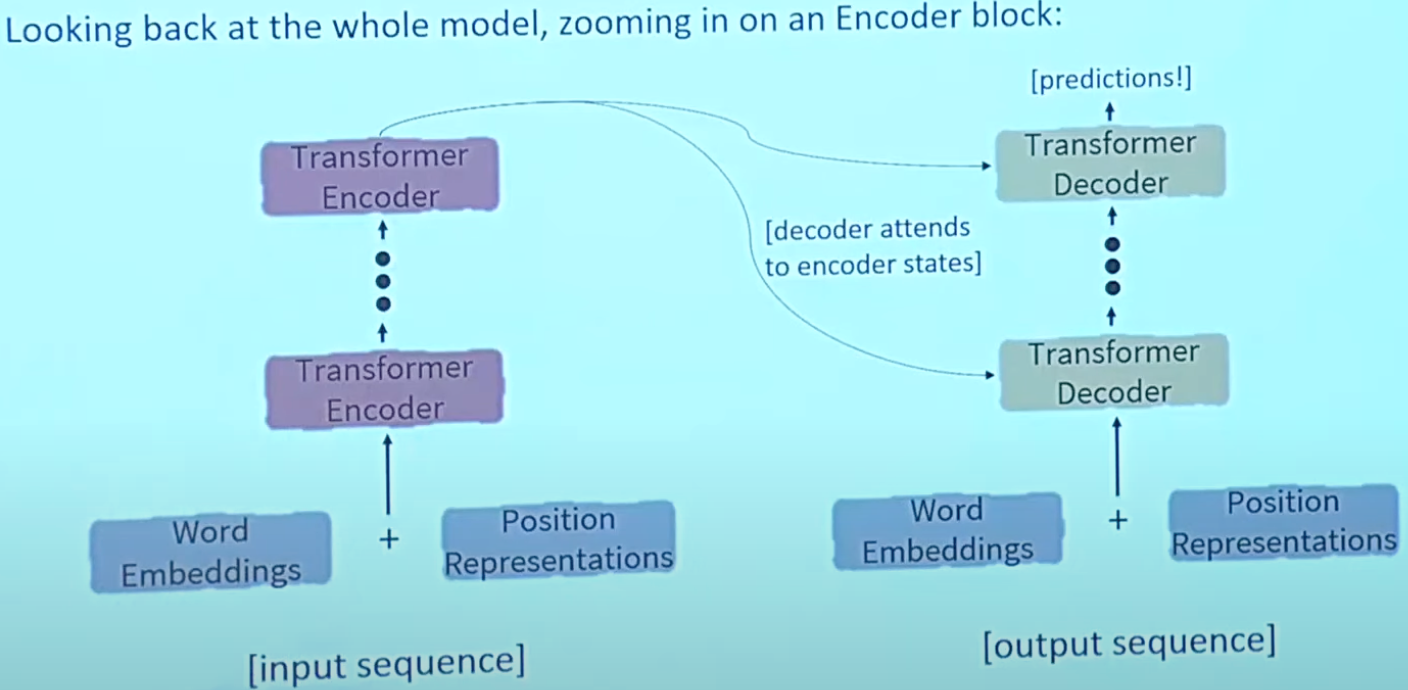 Looking back at the whole model, zooming in on an Encoder block:
[predictions!]
Transformer
Encoder
Transformer
Decoder
[decoder attends
to encoder states]
Transformer
Encoder
Transformer
Decoder
Word
Embeddings
+
Position
Representations
Word
Embeddings
+
Position
Representations
[input sequence]
[output sequence]